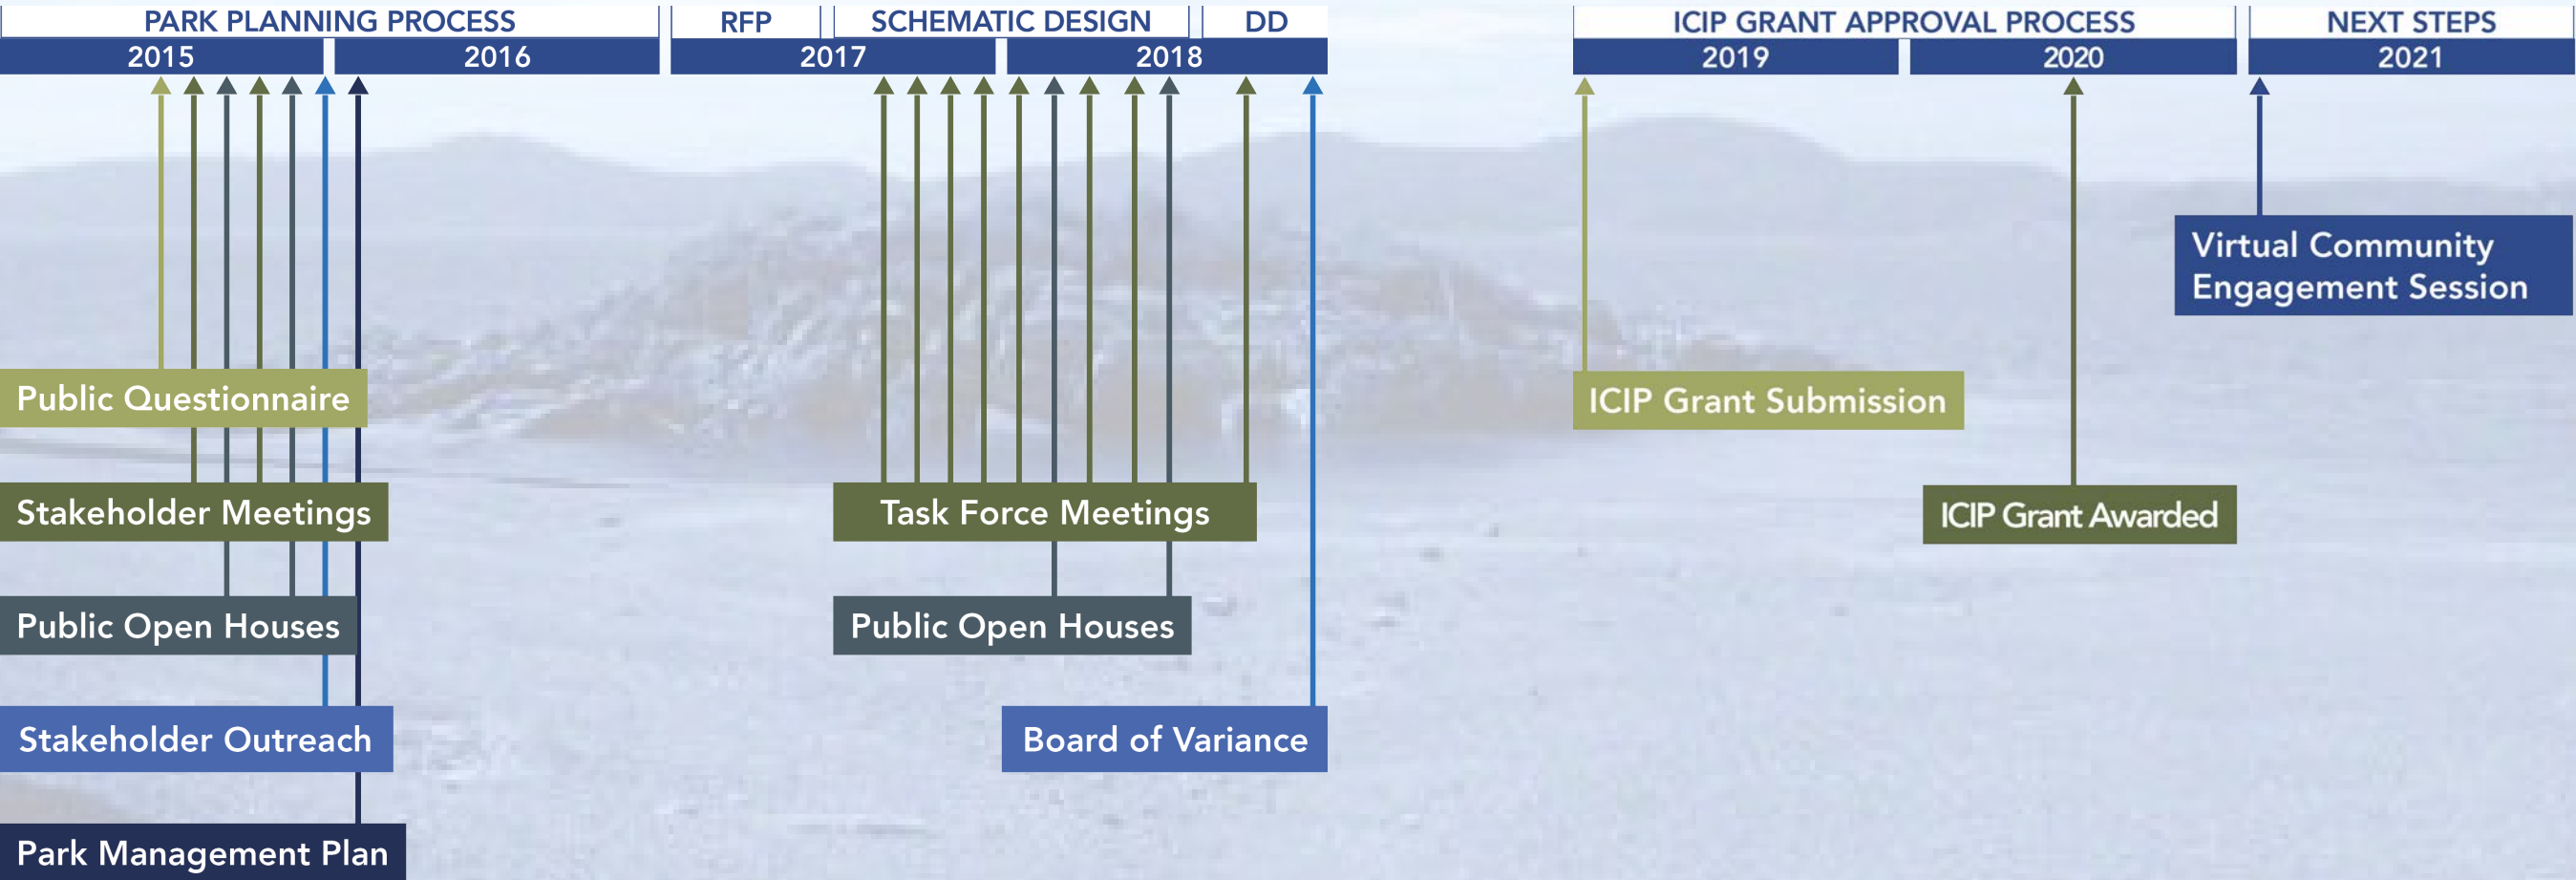 PARK PLANNING PROCESS
RFP
SCHEMATIC DESIGN
DD
ICIP GRANT APPROVAL PROCESS
NEXT STEPS
2015
2016
2017
2018
2019
2020
2021
Virtual Community
Engagement Session
Public Questionnaire
ICIP Grant Submission
Stakeholder Meetings
Task Force Meetings
ICIP Grant Awarded
Public Open Houses
Public Open Houses
Stakeholder Outreach
Board of Variance
Park Management Plan